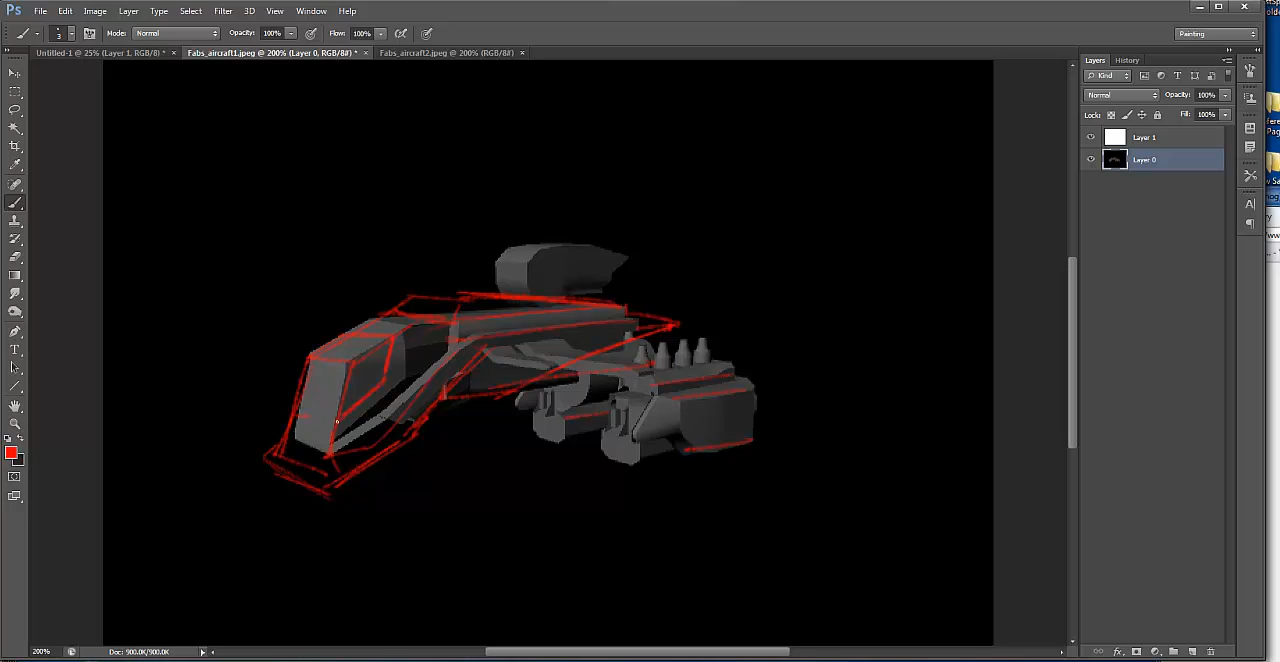 Ps File Edit Image Layer Type Select Filter 3D View Window Help
3 Mode: Normal Opacity: 100% Flow: 100% Painting
Untitled-1 @ 25% (Layer 1, RGB/8) * × Fabs_aircraft1.jpeg @ 200% (Layer 0, RGB/8#) * × Fabs_aircraft2.jpeg @ 200% (RGB/8#) ×
Layers History
Kind
Normal Opacity: 100%
Lock: Fill: 100%
Layer 1
Layer 0
200% Doc: 900.0K/900.0K